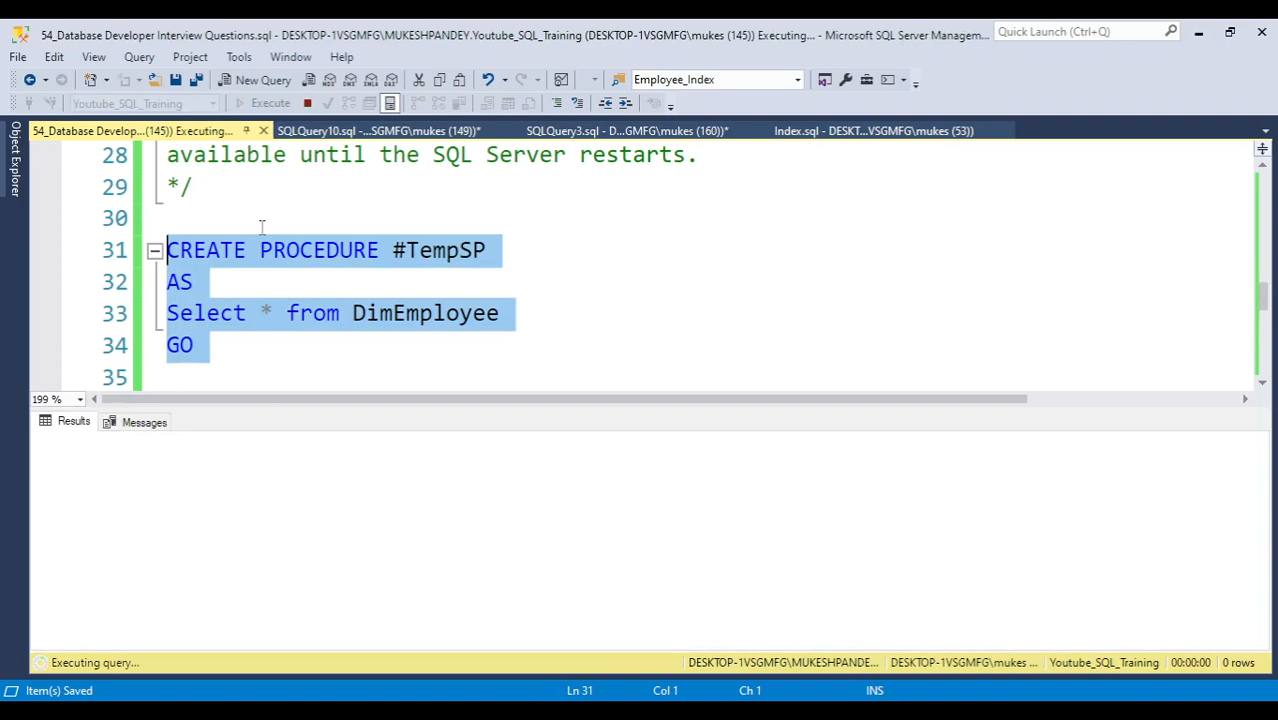 54_Database Developer Interview Questions.sql - DESKTOP-1VSGMFG\MUKESHPANDEY.Youtube_SQL_Training (DESKTOP-1VSGMFG\mukes (145)) Executing... - Microsoft SQL Server Managem...
Quick Launch (Ctrl+Q)
File Edit View Query Project Tools Window Help
New Query
Employee_Index
Youtube_SQL_Training
Execute
54_Database Develop...(145)) Executing...
SQLQuery10.sql -...SGMFG\mukes (149))*
SQLQuery3.sql - D...GMFG\mukes (160))*
Index.sql - DESKT...VSGMFG\mukes (53))
Object Explorer
28 available until the SQL Server restarts.
29 */
30
31 CREATE PROCEDURE #TempSP
32 AS
33 Select * from DimEmployee
34 GO
35
199 %
Results Messages
Executing query...
DESKTOP-1VSGMFG\MUKESHPANDE...
DESKTOP-1VSGMFG\mukes ...
Youtube_SQL_Training
00:00:00
0 rows
Item(s) Saved
Ln 31
Col 1
Ch 1
INS